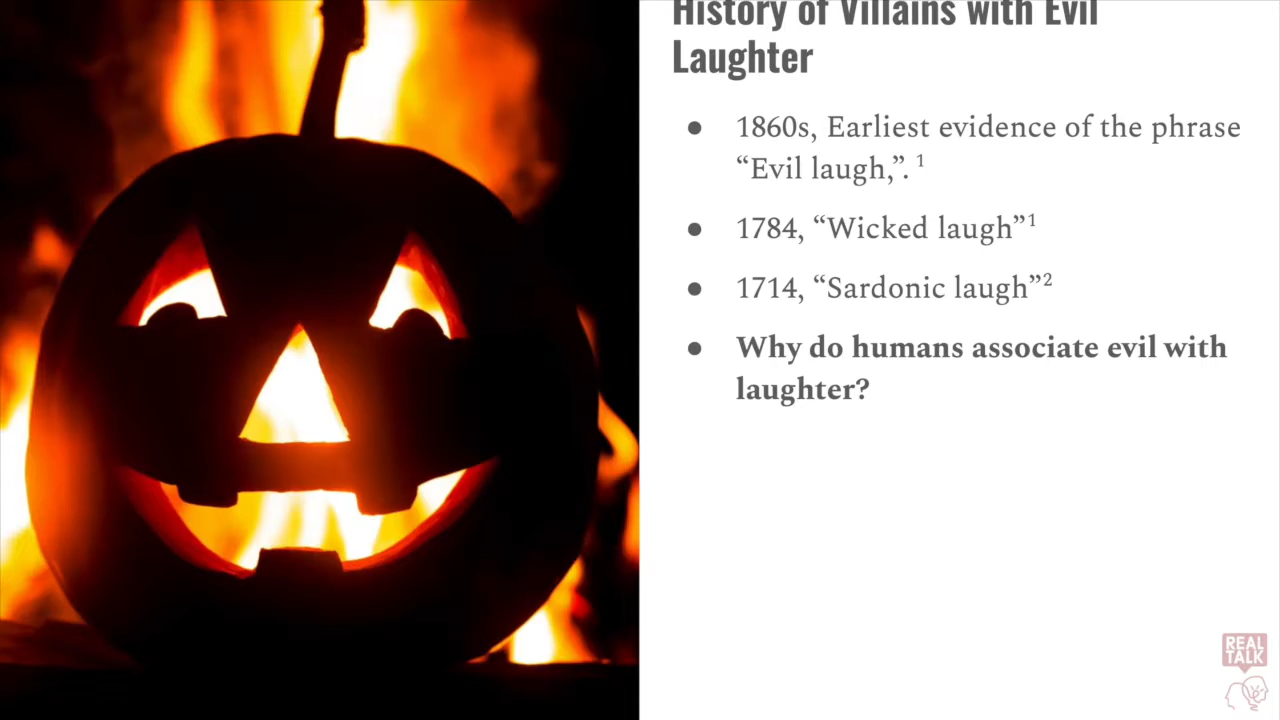 History of Villains with Evil
Laughter
● 1860s, Earliest evidence of the phrase
“Evil laugh,”. 1
● 1784, “Wicked laugh”1
● 1714, “Sardonic laugh”2
● Why do humans associate evil with
laughter?
REAL
TALK